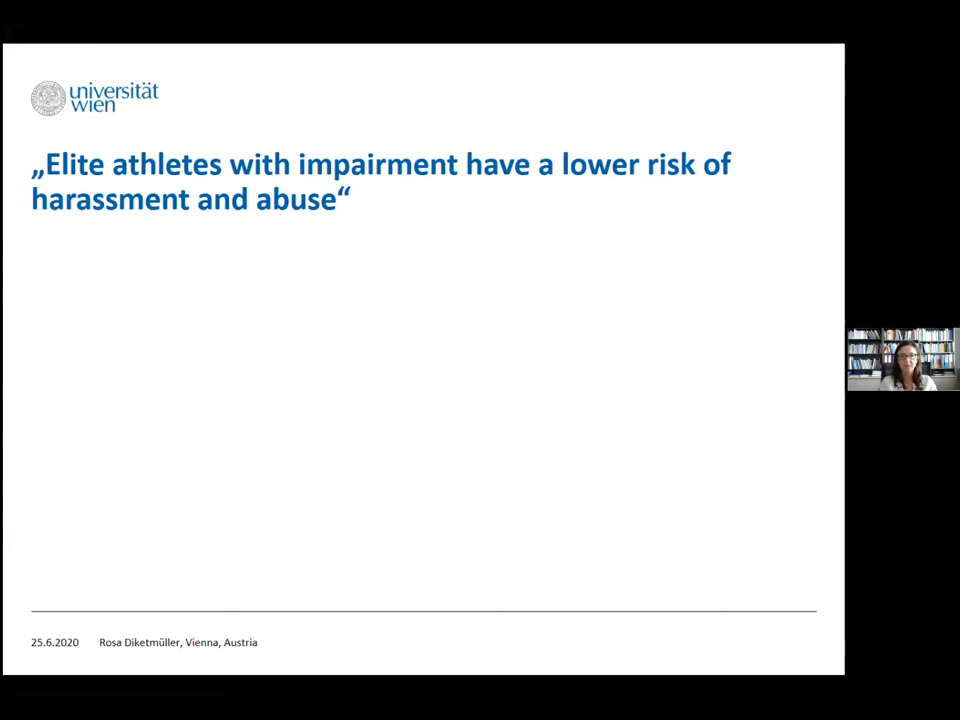 universität
wien
„Elite athletes with impairment have a lower risk of
harassment and abuse“
25.6.2020 Rosa Diketmüller, Vienna, Austria